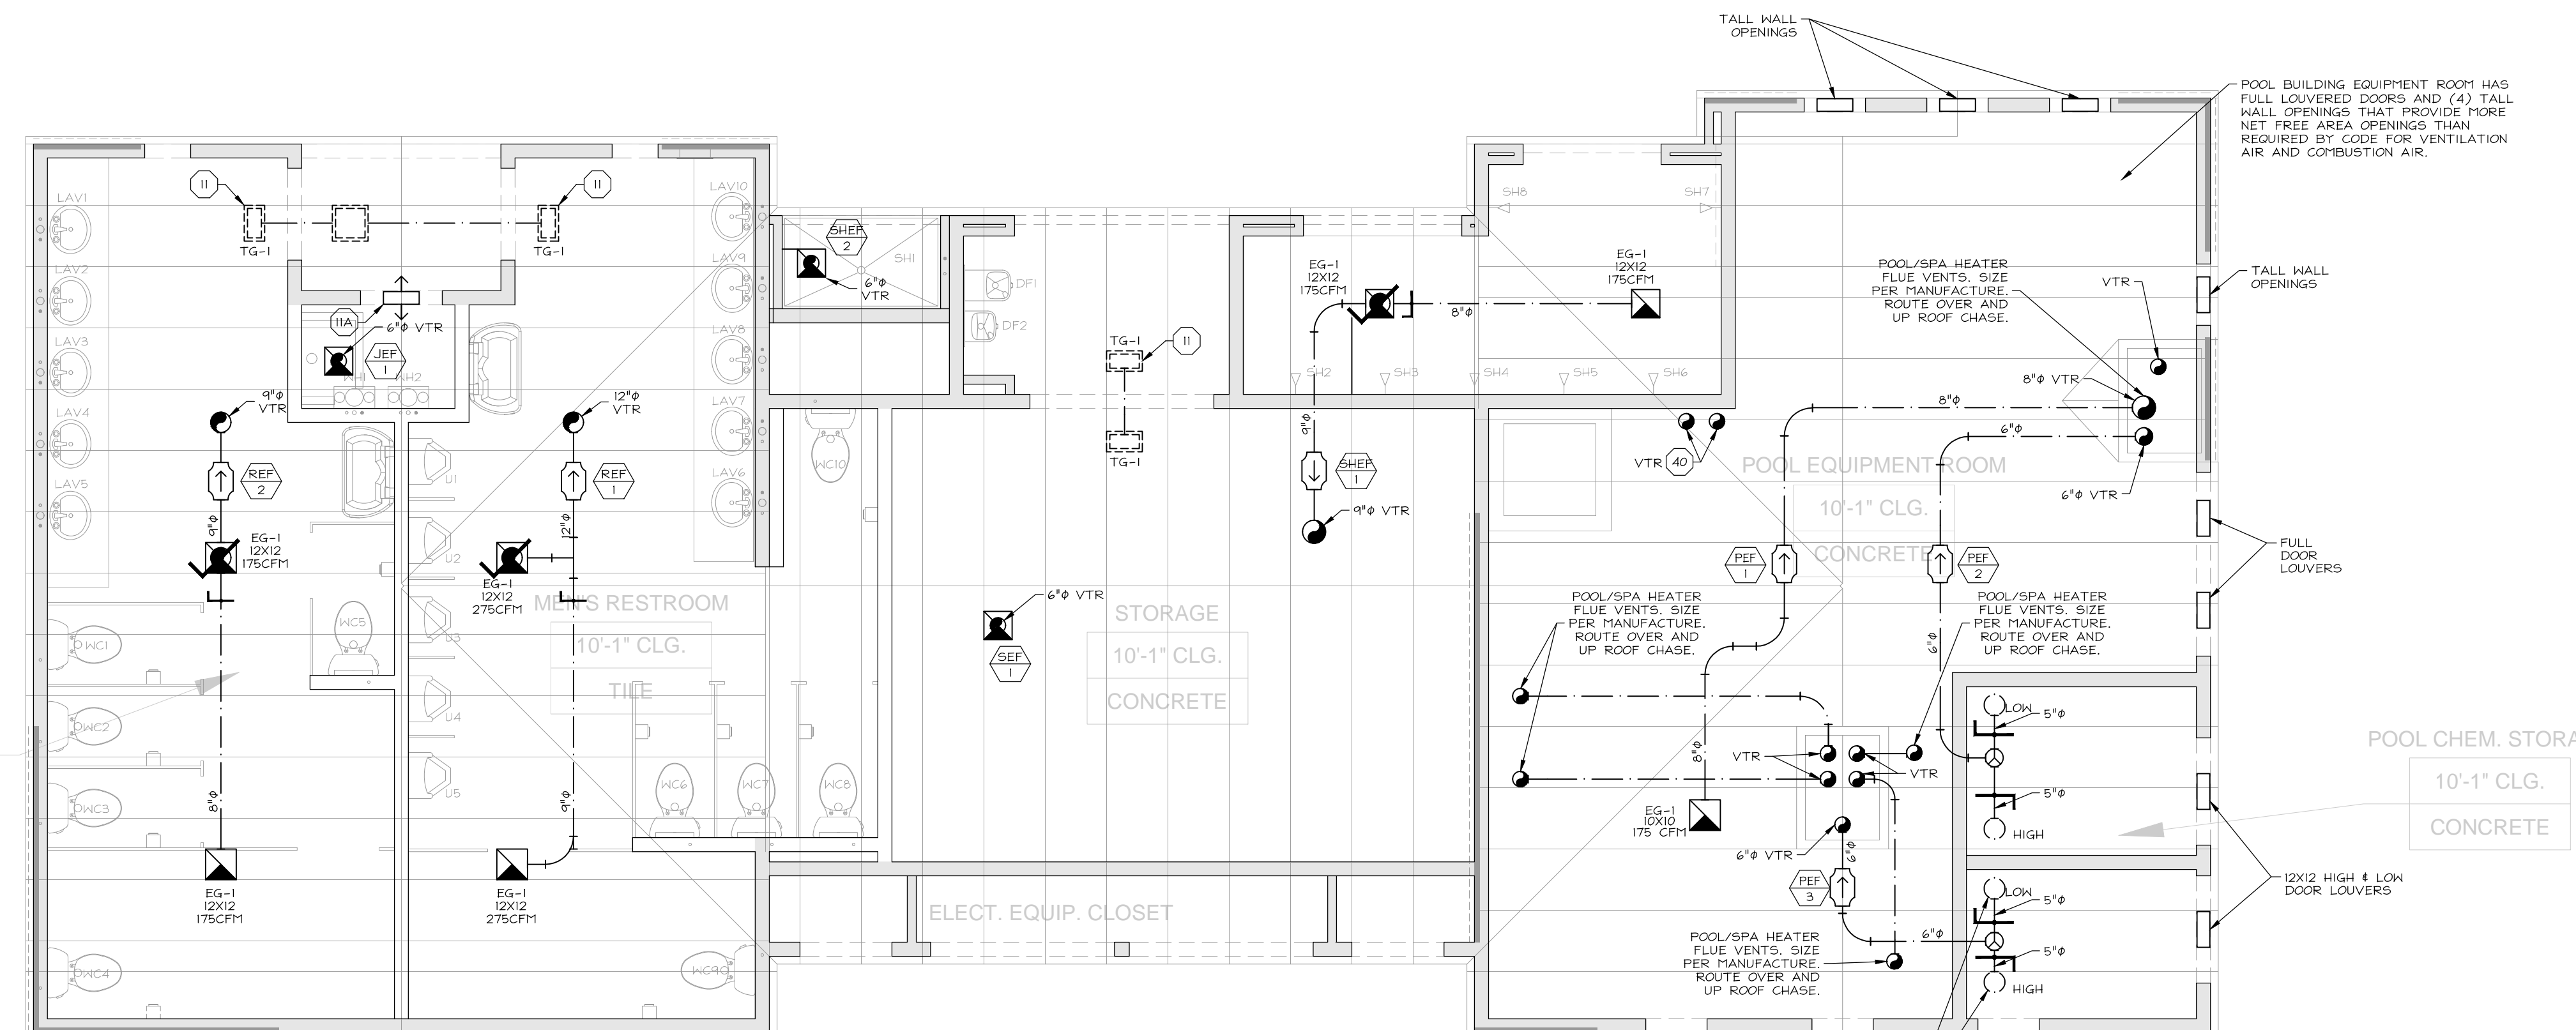 TALL WALL
OPENINGS
POOL BUILDING EQUIPMENT ROOM HAS
FULL LOUVERED DOORS AND (4) TALL
WALL OPENINGS THAT PROVIDE MORE
NET FREE AREA OPENINGS THAN
REQUIRED BY CODE FOR VENTILATION
AIR AND COMBUSTION AIR.
LAV1
11
11
TG-1
TG-1
LAV2
LAV3
LAV4
LAV5
11A
6"Φ VTR
JEF
1
WH1
WH2
9"Φ
VTR
12"Φ
VTR
REF
2
REF
1
9"Φ
12"Φ
EG-1
12X12
175CFM
EG-1
12X12
275CFM
LAV10
LAV9
LAV8
LAV7
LAV6
U1
U2
U3
U4
U5
WC1
WC2
WC3
WC4
WC5
MEN'S RESTROOM
10'-1" CLG.
TILE
8"Φ
9"Φ
EG-1
12X12
175CFM
EG-1
12X12
275CFM
WC6
WC7
WC8
WC90
WC10
SHEF
2
SH1
6"Φ
VTR
DF1
DF2
TG-1
11
TG-1
EG-1
12X12
175CFM
8"Φ
EG-1
12X12
175CFM
SH8
SH7
SH2
SH3
SH4
SH5
SH6
9"Φ
SHEF
1
9"Φ VTR
6"Φ VTR
SEF
1
STORAGE
10'-1" CLG.
CONCRETE
ELECT. EQUIP. CLOSET
VTR
40
POOL EQUIPMENT ROOM
10'-1" CLG.
CONCRETE
POOL/SPA HEATER
FLUE VENTS. SIZE
PER MANUFACTURE.
ROUTE OVER AND
UP ROOF CHASE.
VTR
TALL WALL
OPENINGS
8"Φ VTR
8"Φ
6"Φ
6"Φ VTR
PEF
1
PEF
2
FULL
DOOR
LOUVERS
POOL/SPA HEATER
FLUE VENTS. SIZE
PER MANUFACTURE.
ROUTE OVER AND
UP ROOF CHASE.
POOL/SPA HEATER
FLUE VENTS. SIZE
PER MANUFACTURE.
ROUTE OVER AND
UP ROOF CHASE.
6"Φ
8"Φ
VTR
VTR
EG-1
10X10
175 CFM
6"Φ VTR
6"Φ
PEF
3
6"Φ
POOL/SPA HEATER
FLUE VENTS. SIZE
PER MANUFACTURE.
ROUTE OVER AND
UP ROOF CHASE.
LOW
5"Φ
5"Φ
HIGH
LOW
5"Φ
5"Φ
HIGH
POOL CHEM. STORA
10'-1" CLG.
CONCRETE
12X12 HIGH & LOW
DOOR LOUVERS